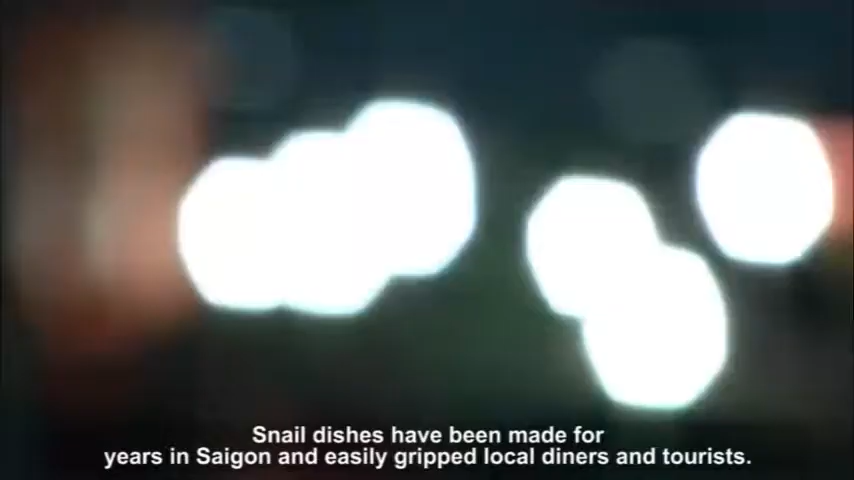 Snail dishes have been made for
years in Saigon and easily gripped local diners and tourists.